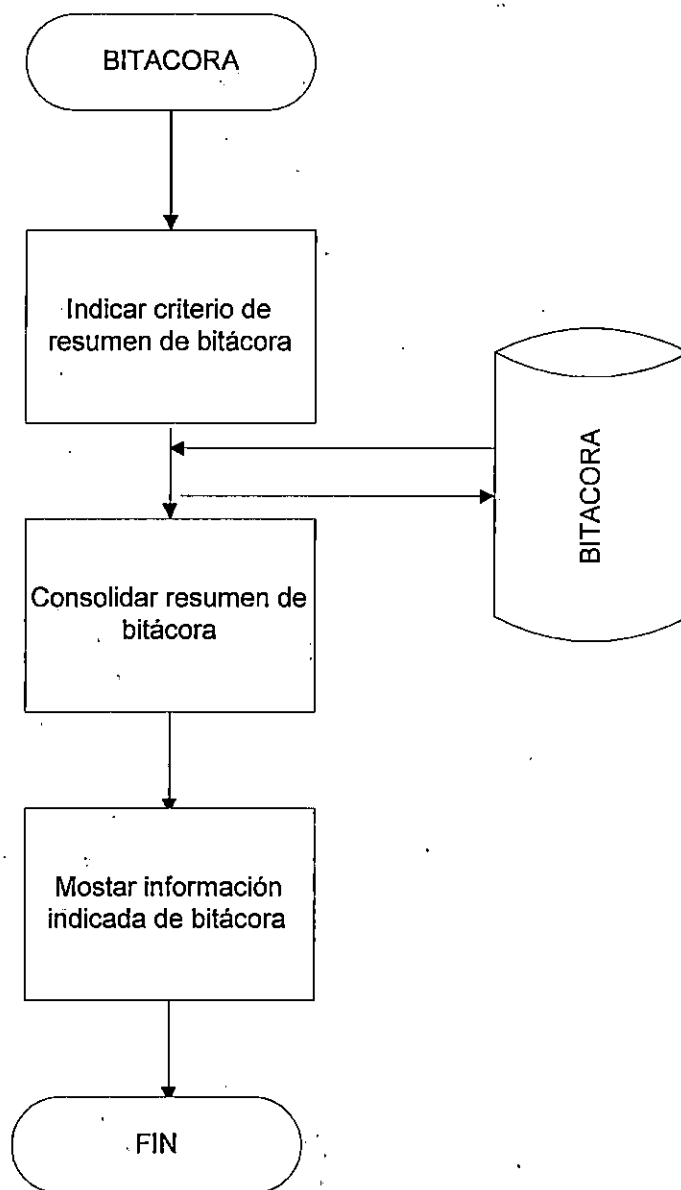 BITACORA
Indicar criterio de
resumen de bitácora
BITACORA
Consolidar resumen de
bitácora
Mostar información
indicada de bitácora
FIN